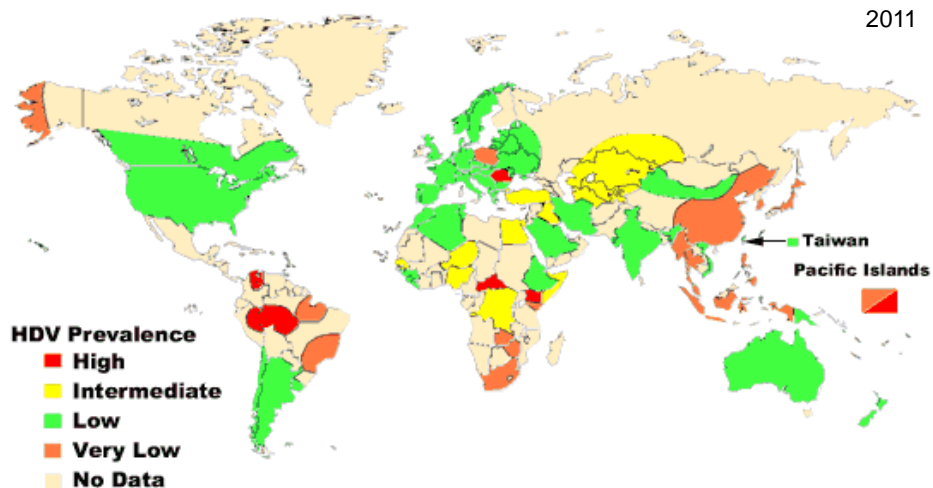 2011
Taiwan
Pacific Islands
HDV Prevalence
High
Intermediate
Low
Very Low
No Data